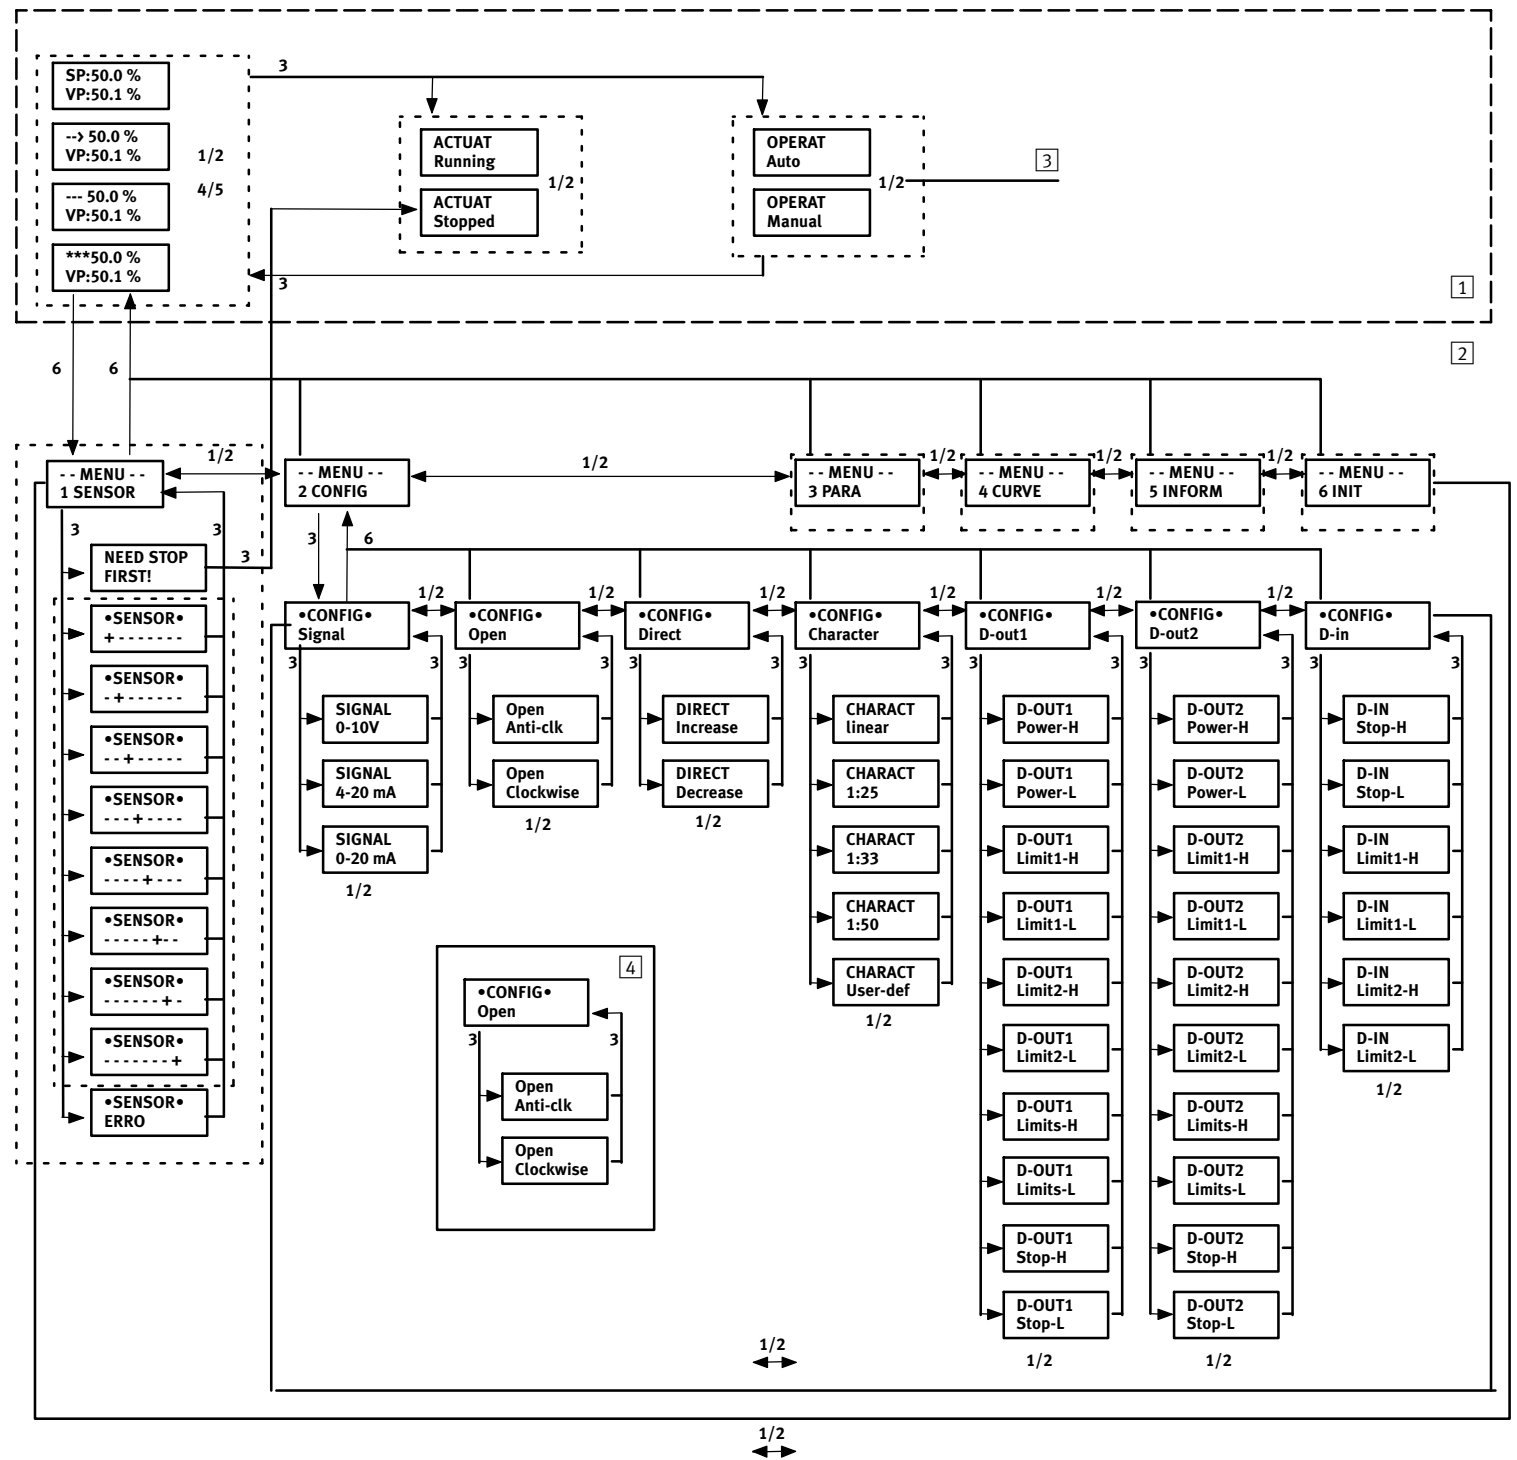 SP:50.0 %
VP:50.1 %
--> 50.0 %
VP:50.1 %
1/2
4/5
--- 50.0 %
VP:50.1 %
***50.0 %
VP:50.1 %
3
ACTUAT
Running
1/2
ACTUAT
Stopped
OPERAT
Auto
1/2
OPERAT
Manual
3
3
1
2
6
6
- - MENU - -
1 SENSOR
1/2
- - MENU - -
2 CONFIG
1/2
- - MENU - -
3 PARA
1/2
- - MENU - -
4 CURVE
1/2
- - MENU - -
5 INFORM
1/2
- - MENU - -
6 INIT
3
3
3
3
6
NEED STOP
FIRST!
•SENSOR•
+- - - - - - -
•SENSOR•
- + - - - - - -
•SENSOR•
- - + - - - - -
•SENSOR•
- - - + - - - -
•SENSOR•
- - - - + - - -
•SENSOR•
- - - - - + - -
•SENSOR•
- - - - - - + -
•SENSOR•
- - - - - - - +
•SENSOR•
ERRO
•CONFIG•
Signal
1/2
•CONFIG•
Open
1/2
•CONFIG•
Direct
1/2
•CONFIG•
Character
1/2
•CONFIG•
D-out1
1/2
•CONFIG•
D-out2
1/2
•CONFIG•
D-in
3
3
3
3
3
3
3
3
3
3
3
3
3
3
SIGNAL
0-10V
SIGNAL
4-20 mA
SIGNAL
0-20 mA
1/2
Open
Anti-clk
Open
Clockwise
1/2
DIRECT
Increase
DIRECT
Decrease
1/2
CHARACT
linear
CHARACT
1:25
CHARACT
1:33
CHARACT
1:50
CHARACT
User-def
1/2
D-OUT1
Power-H
D-OUT1
Power-L
D-OUT1
Limit1-H
D-OUT1
Limit1-L
D-OUT1
Limit2-H
D-OUT1
Limit2-L
D-OUT1
Limits-H
D-OUT1
Limits-L
D-OUT1
Stop-H
D-OUT1
Stop-L
1/2
D-OUT2
Power-H
D-OUT2
Power-L
D-OUT2
Limit1-H
D-OUT2
Limit1-L
D-OUT2
Limit2-H
D-OUT2
Limit2-L
D-OUT2
Limits-H
D-OUT2
Limits-L
D-OUT2
Stop-H
D-OUT2
Stop-L
1/2
D-IN
Stop-H
D-IN
Stop-L
D-IN
Limit1-H
D-IN
Limit1-L
D-IN
Limit2-H
D-IN
Limit2-L
1/2
4
•CONFIG•
Open
3
3
Open
Anti-clk
Open
Clockwise
1/2
1/2